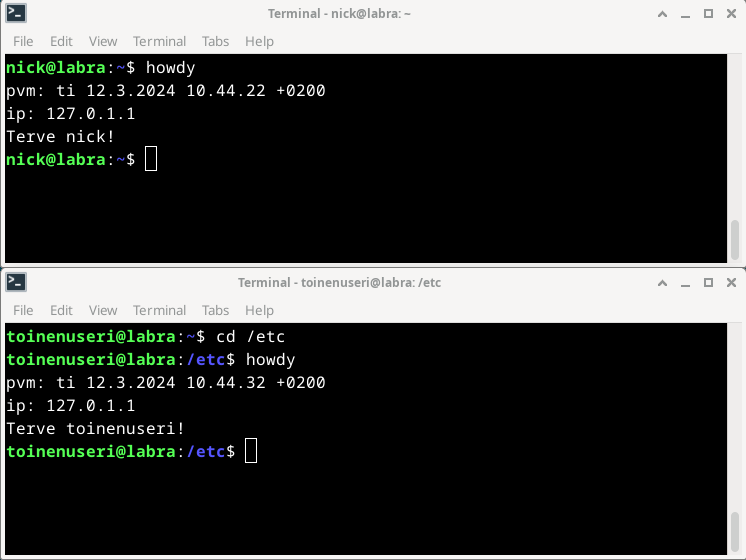 Terminal - nick@labra: ~
File Edit View Terminal Tabs Help
nick@labra:~$ howdy
pvm: ti 12.3.2024 10.44.22 +0200
ip: 127.0.1.1
Terve nick!
nick@labra:~$
Terminal - toinenuseri@labra: /etc
File Edit View Terminal Tabs Help
toinenuseri@labra:~$ cd /etc
toinenuseri@labra:/etc$ howdy
pvm: ti 12.3.2024 10.44.32 +0200
ip: 127.0.1.1
Terve toinenuseri!
toinenuseri@labra:/etc$